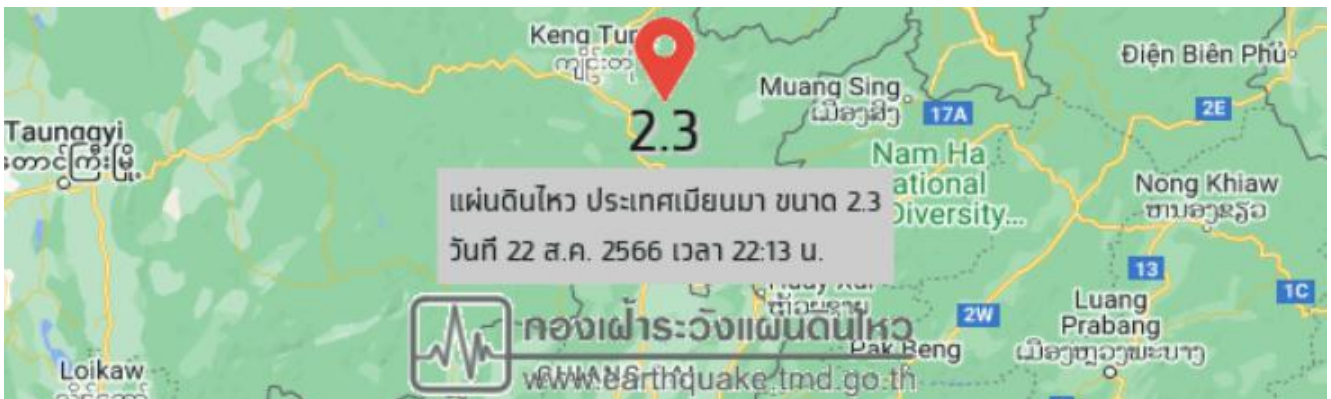 Keng Tun
Điện Biên Phủ
Muang Sing
ເມືອງສິງ
17A
2E
2.3
Taunggyi
တောင်ကြီးမြို့
Nam Ha
National
Diversity...
Nong Khiaw
ຫນອງຂຽວ
แผ่นดินไหว ประเทศเมียนมา ขนาด 2.3
วันที่ 22 ส.ค. 2566 เวลา 22:13 น.
13
1C
2W
Luang
Prabang
ເມືອງຫຼວງພະບາງ
กองเฝ้าระวังแผ่นดินไหว
Pak Beng
www.earthquake.tmd.go.th
Loikaw